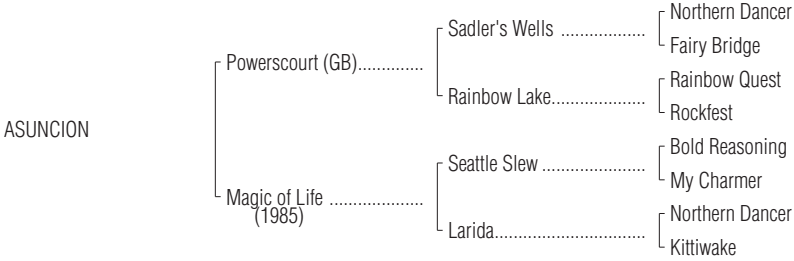 Northern Dancer
Sadler's Wells ...................
Fairy Bridge
Powerscourt (GB)..............
Rainbow Quest
Rainbow Lake.....................
Rockfest
ASUNCION
Bold Reasoning
Seattle Slew .......................
My Charmer
Magic of Life ....................
(1985)
Northern Dancer
Larida..................................
Kittiwake